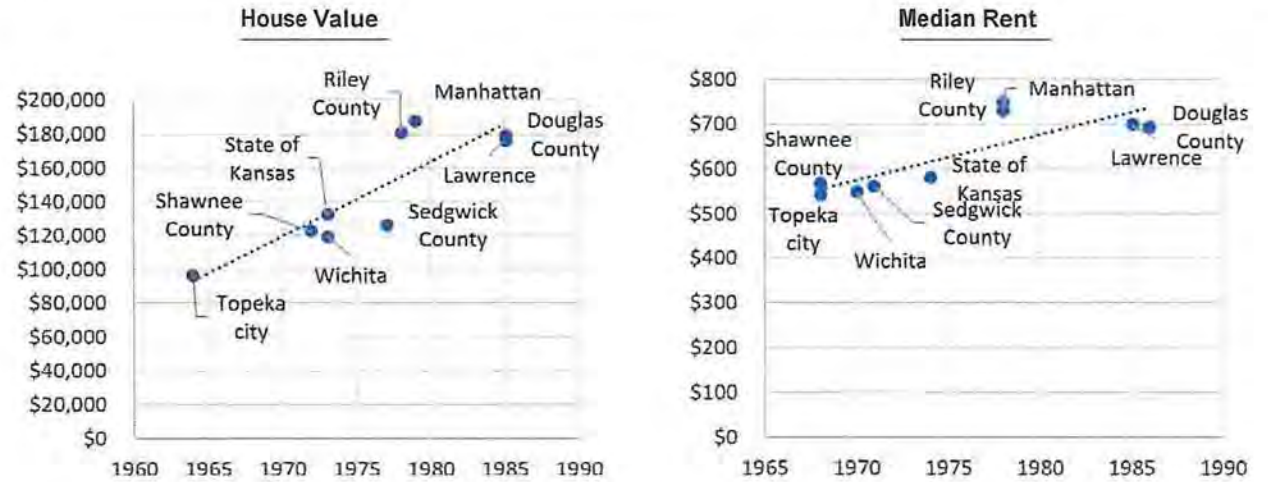 House Value
$200,000
$180,000
$160,000
$140,000
$120,000
$100,000
$80,000
$60,000
$40,000
$20,000
$0
1960
1965
1970
1975
1980
1985
1990
Riley
County
Manhattan
State of
Kansas
Douglas
County
Lawrence
Shawnee
County
Sedgwick
County
Wichita
Topeka
city
Median Rent
$800
$700
$600
$500
$400
$300
$200
$100
$0
1965
1970
1975
1980
1985
1990
Riley
County
Manhattan
Shawnee
County
Douglas
County
Lawrence
State of
Kansas
Topeka
city
Sedgwick
County
Wichita